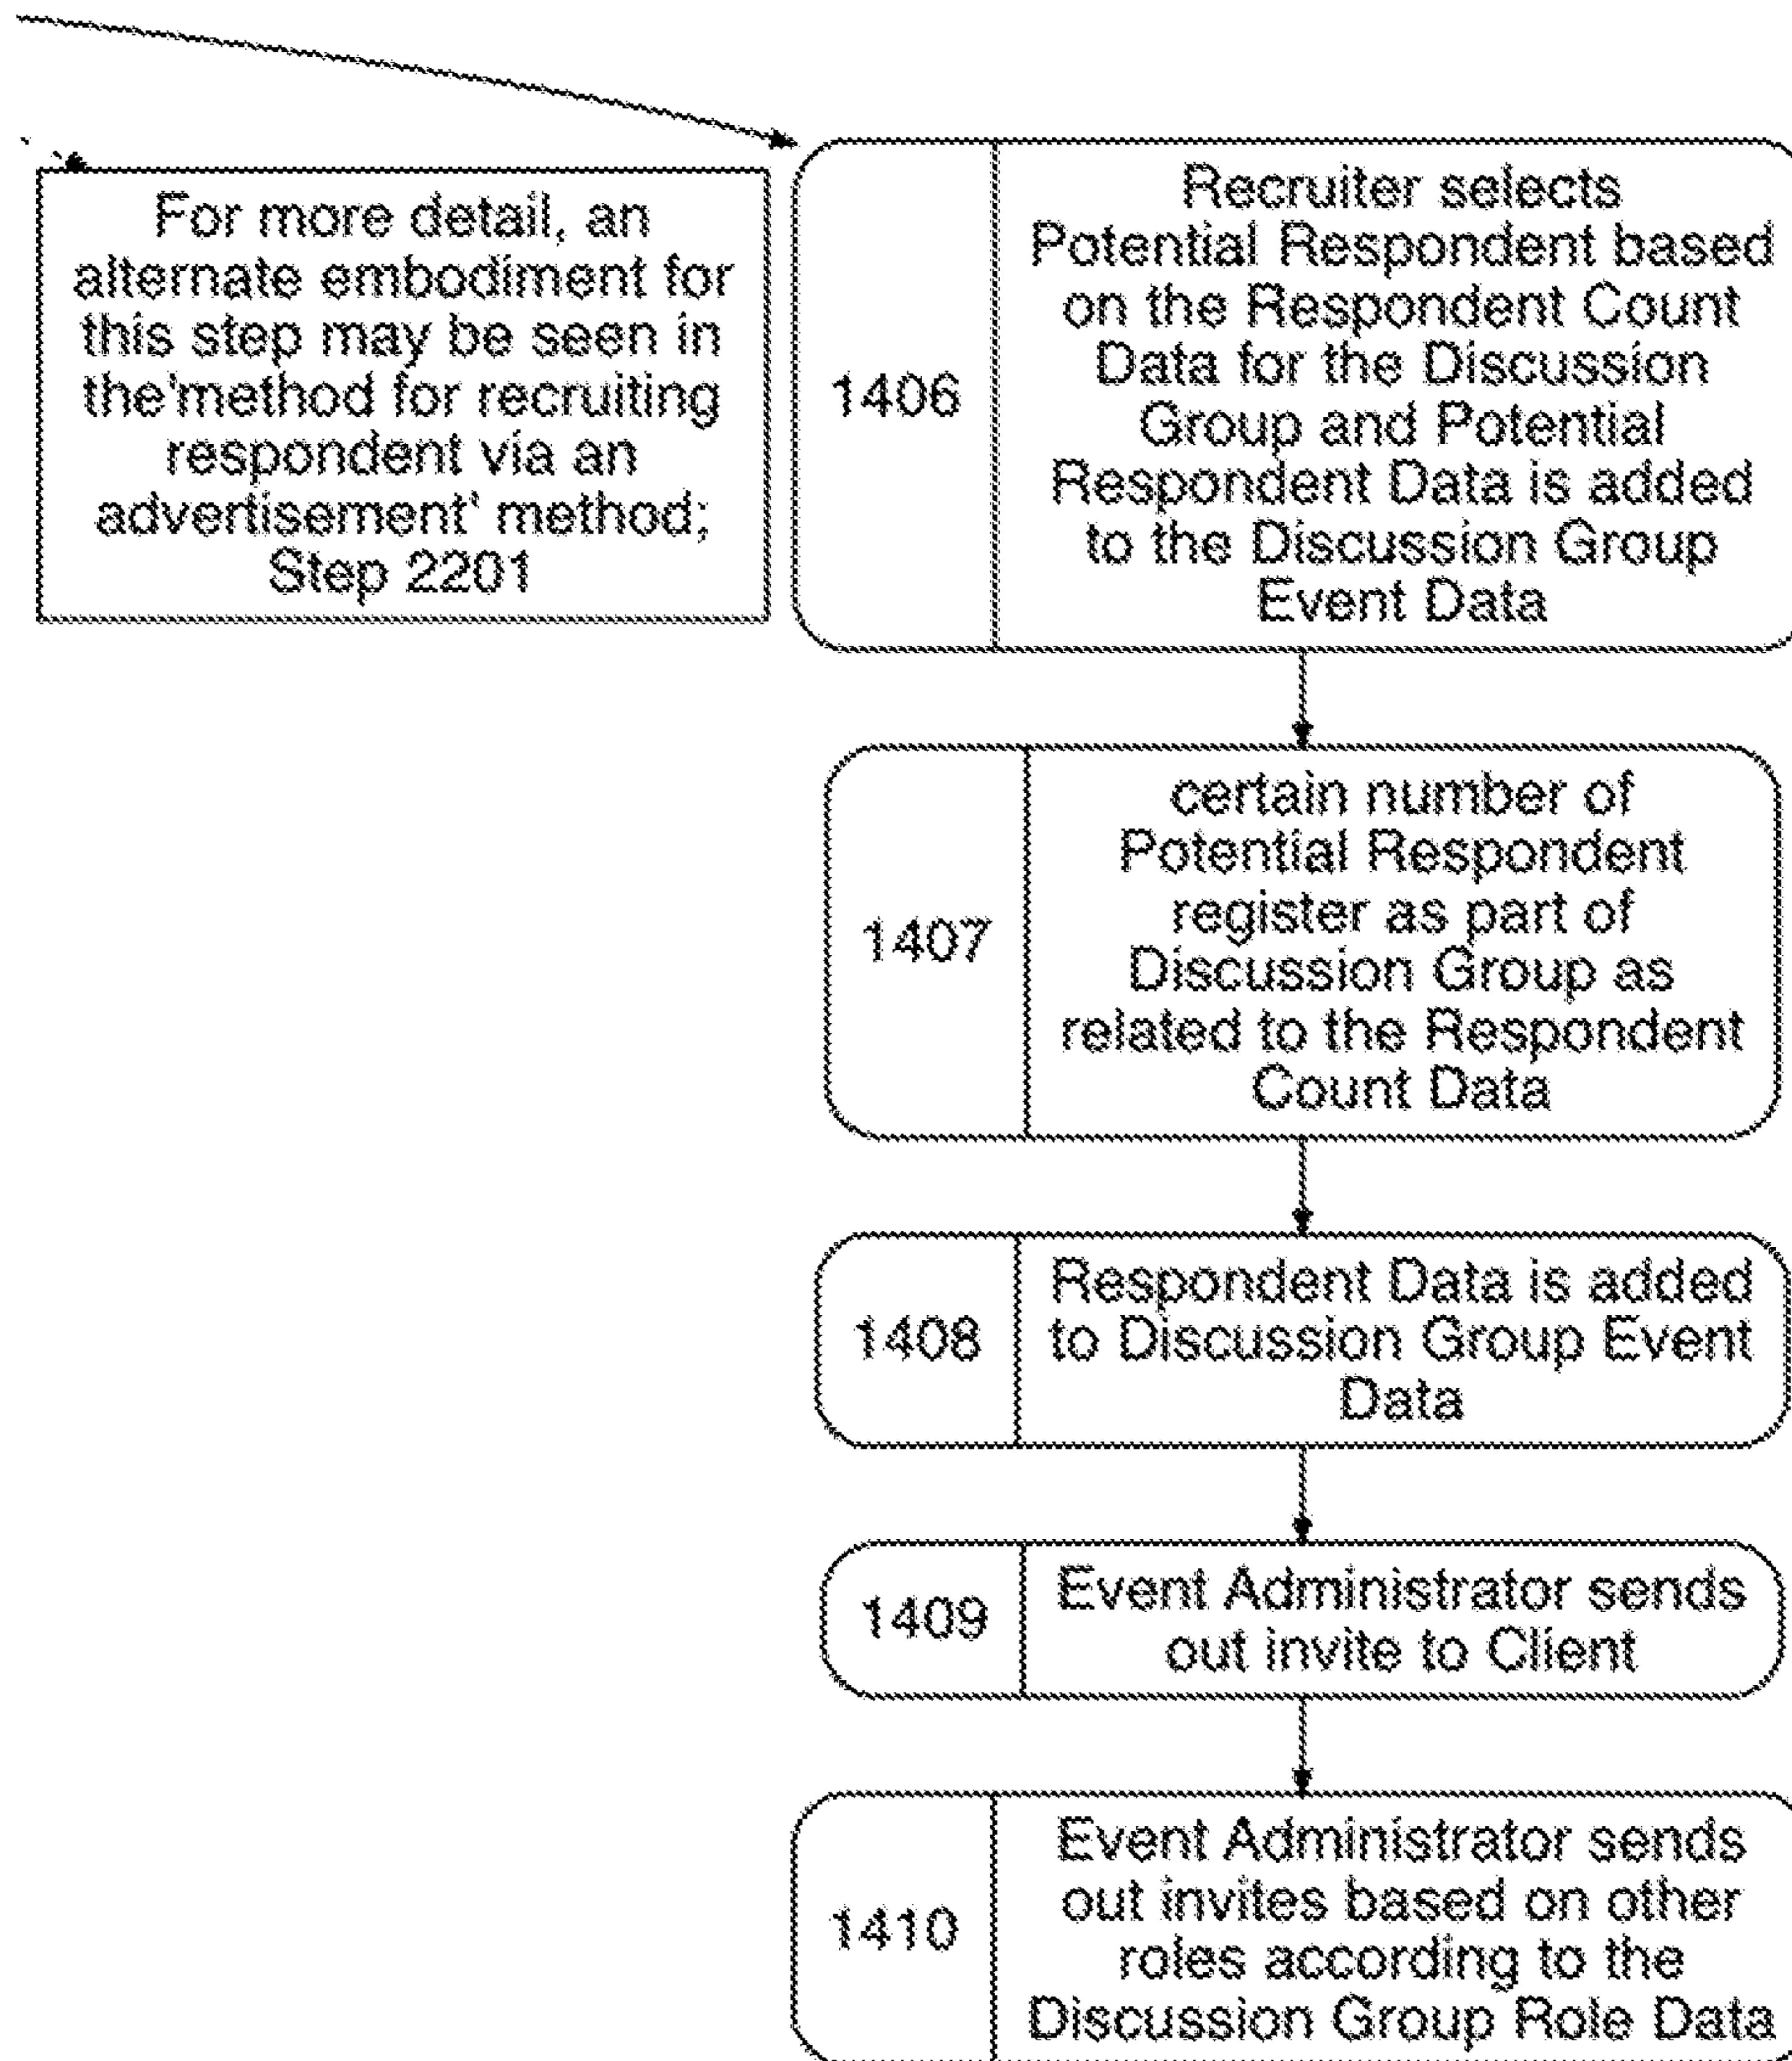 For more detail, an
alternate embodiment for
this step may be seen in
the'method for recruiting
respondent via an
advertisement' method;
Step 2201
1406
Recruiter selects
Potential Respondent based
on the Respondent Count
Data for the Discussion
Group and Potential
Respondent Data is added
to the Discussion Group
Event Data
1407
certain number of
Potential Respondent
register as part of
Discussion Group as
related to the Respondent
Count Data
1408
Respondent Data is added
to Discussion Group Event
Data
1409
Event Administrator sends
out invite to Client
1410
Event Administrator sends
out invites based on other
roles according to the
Discussion Group Role Data